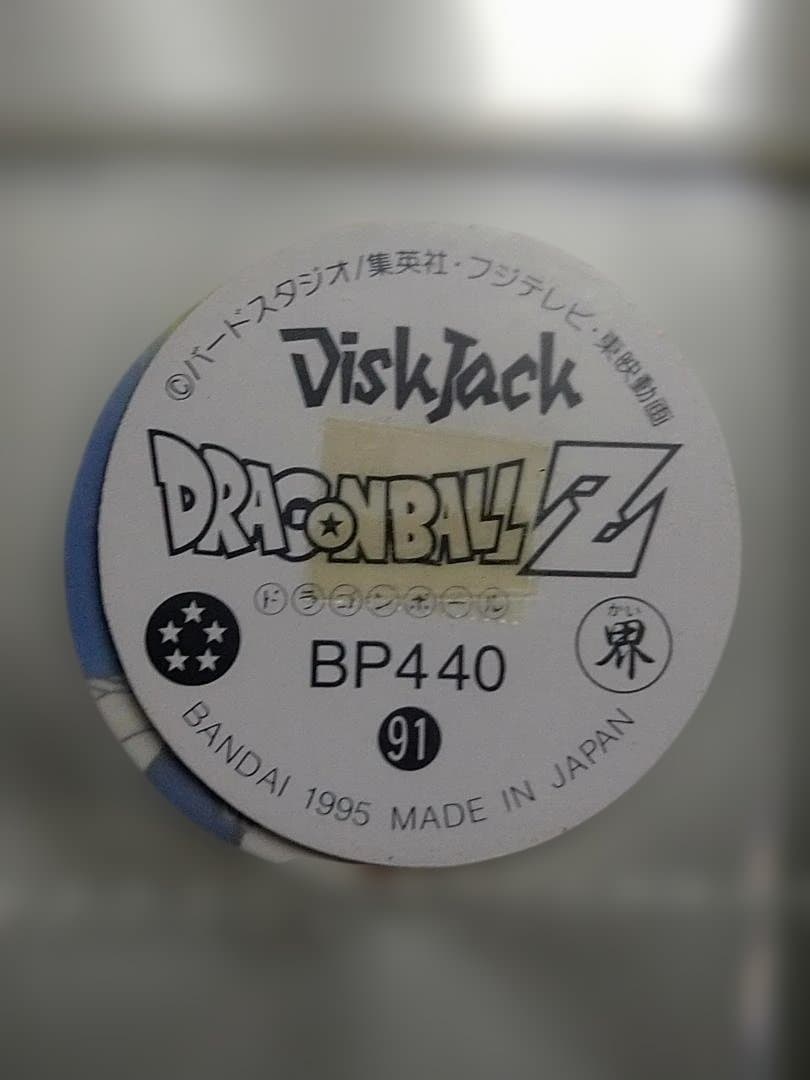 ©バードスタジオ/集英社・フジテレビ・東映動画
DiskJack
DRAGONBALL Z
ドラゴンボール
BP440
かい
界
91
BANDAI 1995 MADE IN JAPAN